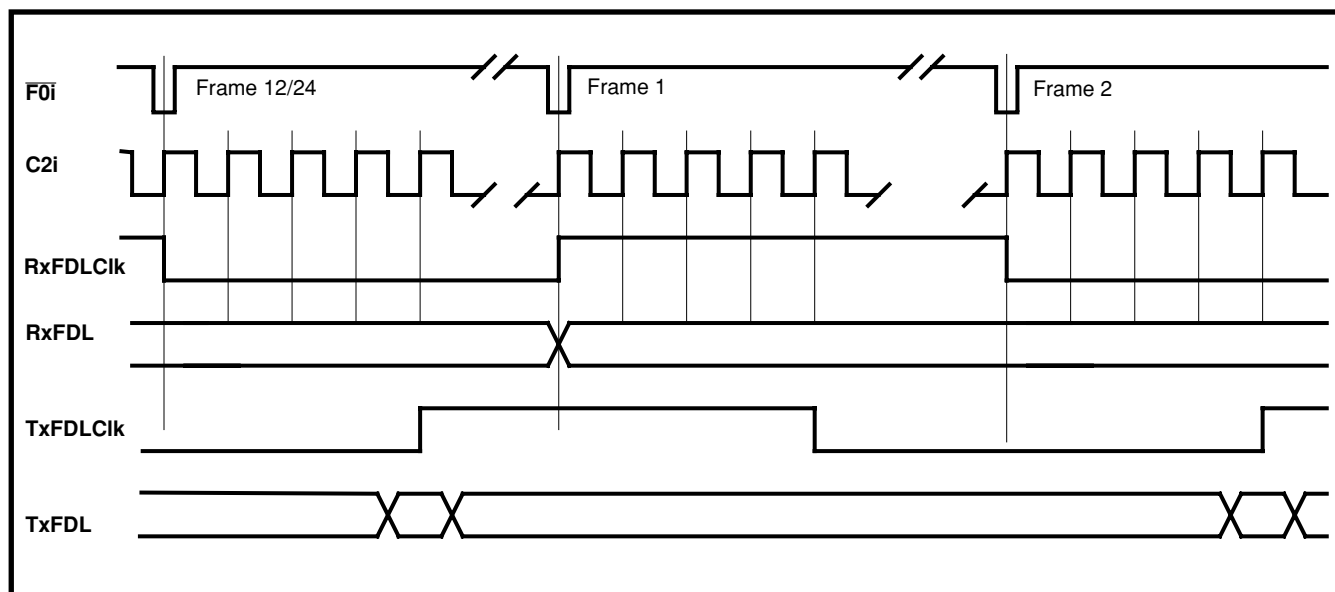 F0i
Frame 12/24
Frame 1
Frame 2
C2i
RxFDLClk
RxFDL
TxFDLClk
TxFDL